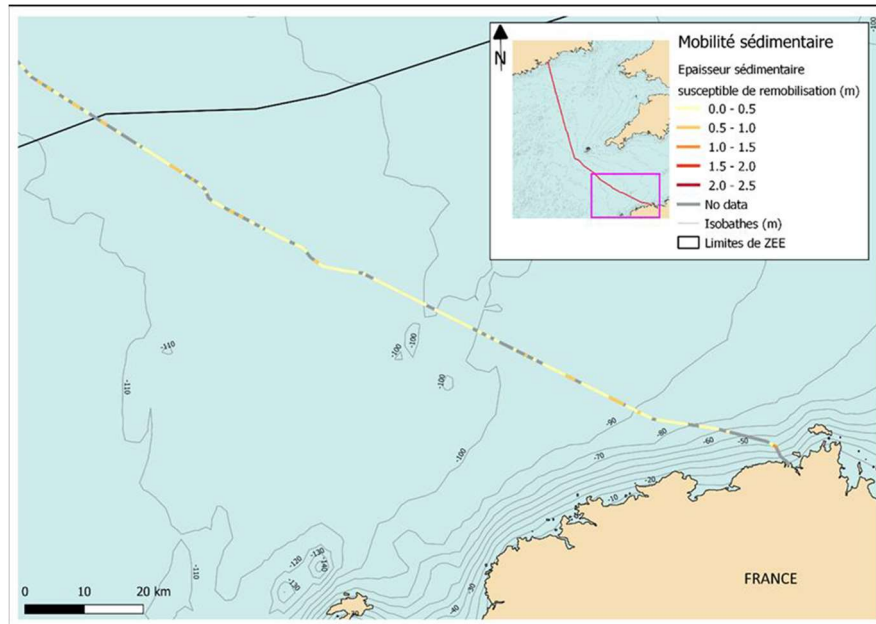 N
Mobilité sédimentaire
Epaisseur sédimentaire
susceptible de remobilisation (m)
0.0 - 0.5
0.5 - 1.0
1.0 - 1.5
1.5 - 2.0
2.0 - 2.5
No data
Isobathes (m)
Limites de ZEE
-100
-110
-100
-100
-100
-110
-100
-90
-80
-70
-60
-50
-20
-10
-110
-120
-130
-140
-130
-30
-40
-50
0 10 20 km
FRANCE